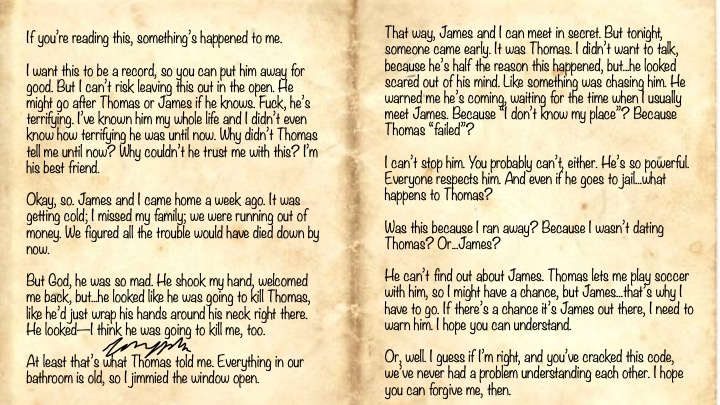 If you're reading this, something's happened to me.
I want this to be a record, so you can put him away for
good. But I can't risk leaving this out in the open. He
might go after Thomas or James if he knows. Fuck, he's
terrifying. I've known him my whole life and I didn't even
know how terrifying he was until now. Why didn't Thomas
tell me until now? Why couldn't he trust me with this? I'm
his best friend.
Okay, so. James and I came home a week ago. It was
getting cold; I missed my family; we were running out of
money. We figured all the trouble would have died down by
now.
But God, he was so mad. He shook my hand, welcomed
me back, but...he looked like he was going to kill Thomas,
like he'd just wrap his hands around his neck right there.
He looked—I think he was going to kill me, too.
At least that's what Thomas told me. Everything in our
bathroom is old, so I jimmied the window open.
That way, James and I can meet in secret. But tonight,
someone came early. It was Thomas. I didn't want to talk,
because he's half the reason this happened, but...he looked
scared out of his mind. Like something was chasing him. He
warned me he's coming, waiting for the time when I usually
meet James. Because "I don't know my place"? Because
Thomas "failed"?
I can't stop him. You probably can't, either. He's so powerful.
Everyone respects him. And even if he goes to jail...what
happens to Thomas?
Was this because I ran away? Because I wasn't dating
Thomas? Or...James?
He can't find out about James. Thomas lets me play soccer
with him, so I might have a chance, but James...that's why I
have to go. If there's a chance it's James out there, I need to
warn him. I hope you can understand.
Or, well. I guess if I'm right, and you've cracked this code,
we've never had a problem understanding each other. I hope
you can forgive me, then.